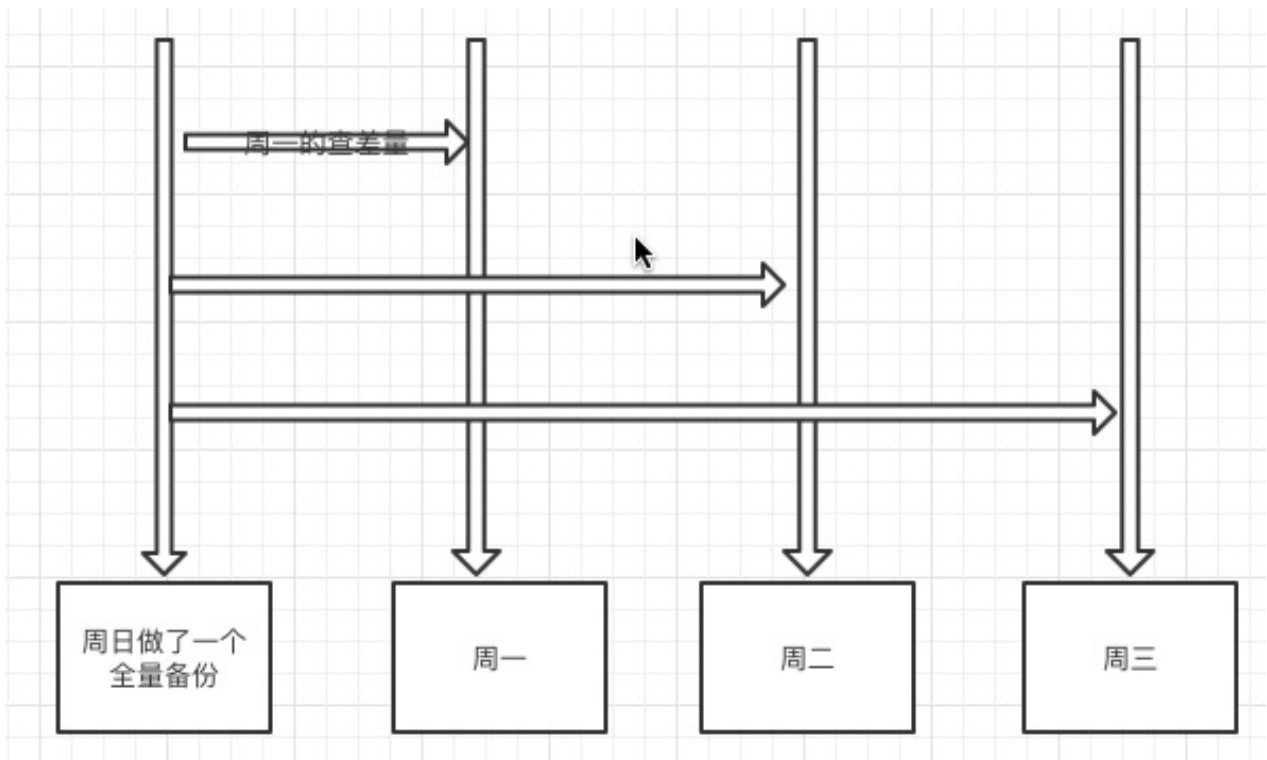 周一的查差量
周日做了一个
全量备份
周一
周二
周三